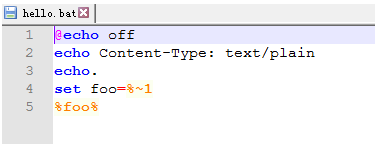 hello.bat
1 @echo off
2 echo Content-Type: text/plain
3 echo.
4 set foo=%~1
5 %foo%